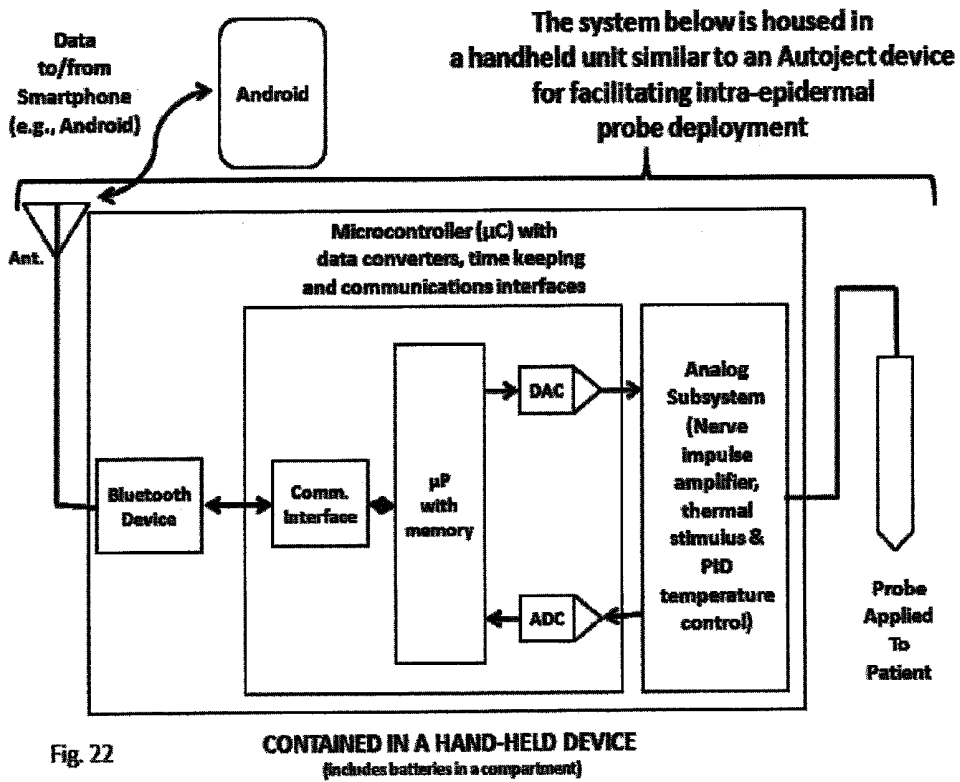 The system below is housed in
a handheld unit similar to an Autoject device
for facilitating intra-epidermal
probe deployment
Data
to/from
Smartphone
(e.g., Android)
Android
Ant.
Microcontroller (µC) with
data converters, time keeping
and communications interfaces
Bluetooth
Device
Comm.
Interface
µP
with
memory
DAC
ADC
Analog
Subsystem
(Nerve
impulse
amplifier,
thermal
stimulus &
PID
temperature
control)
Probe
Applied
To
Patient
Fig. 22
CONTAINED IN A HAND-HELD DEVICE
(includes batteries in a compartment)